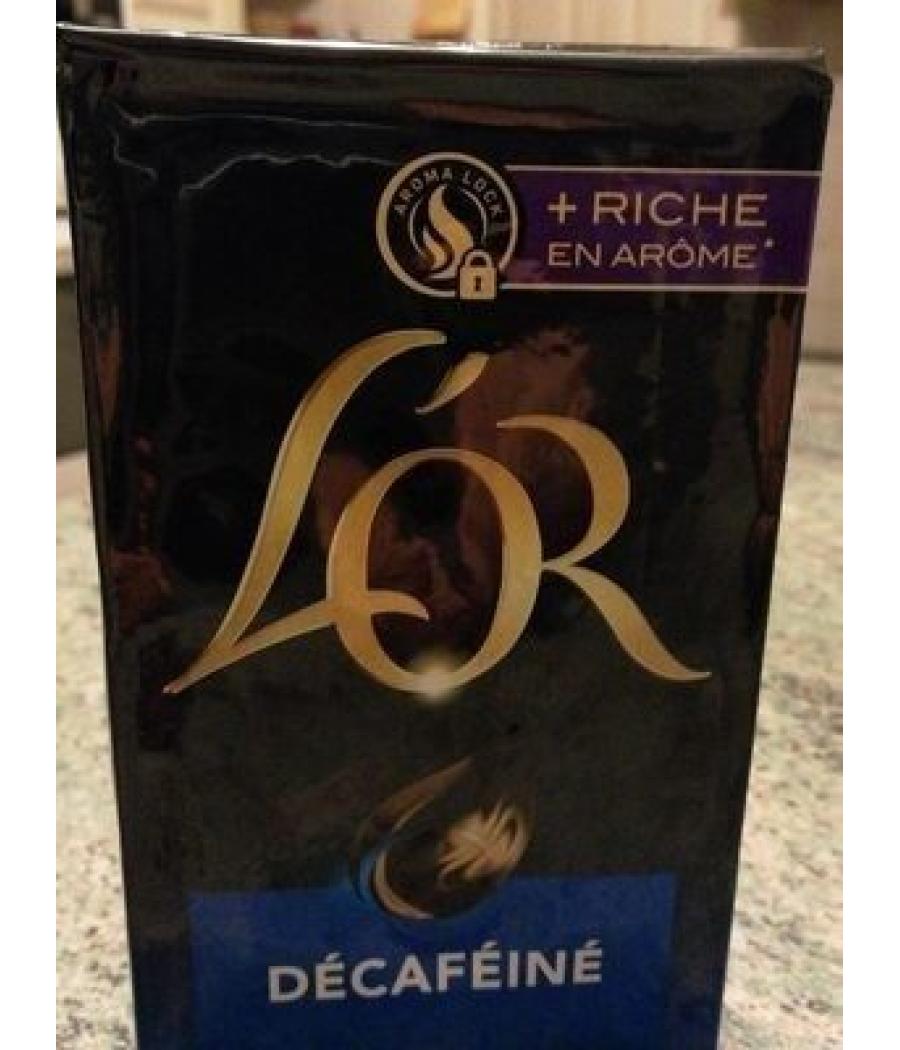 AROMA LOCK
+ RICHE
EN ARÔME*
L'OR
DÉCAFÉINÉ